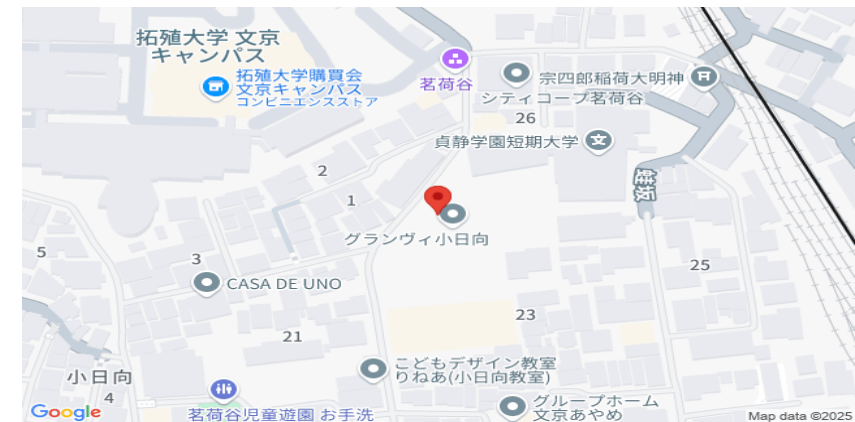 拓殖大学 文京
キャンパス
拓殖大学購買会
文京キャンパス
コンビニエンスストア
茗荷谷
宗四郎稲荷大明神
シティコープ茗荷谷
26
貞静学園短期大学
文
2
1
グランヴィ小日向
3
5
CASA DE UNO
25
23
21
こどもデザイン教室
りねあ(小日向教室)
小日向
4
茗荷谷児童遊園 お手洗
グループホーム
文京あやめ
Google
Map data ©2025